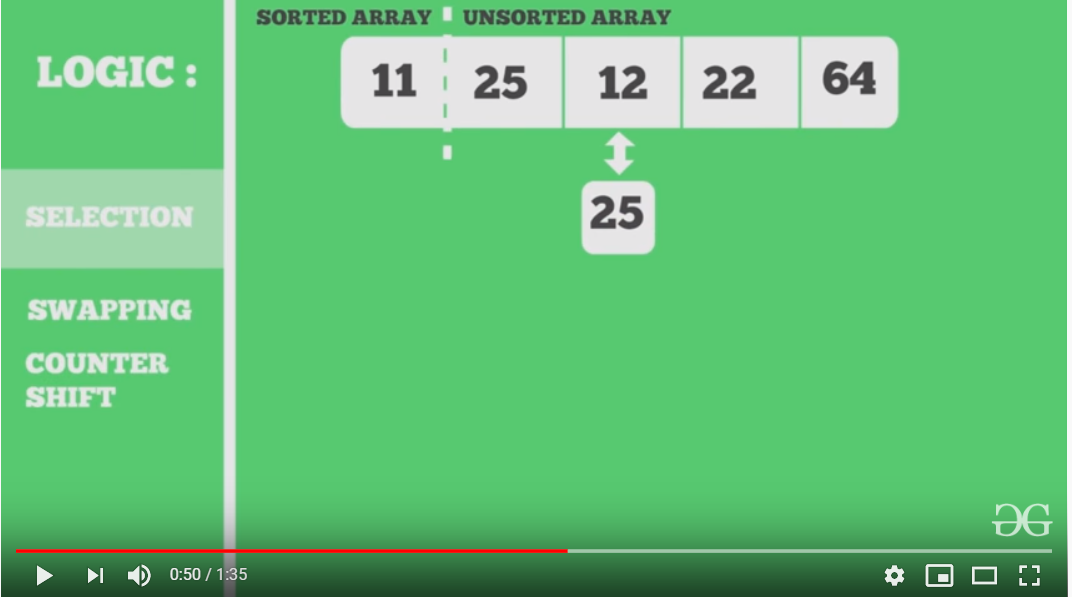 SORTED ARRAY UNSORTED ARRAY
LOGIC :
11 25 12 22 64
25
SELECTION
SWAPPING
COUNTER
SHIFT
GG
0:50 / 1:35